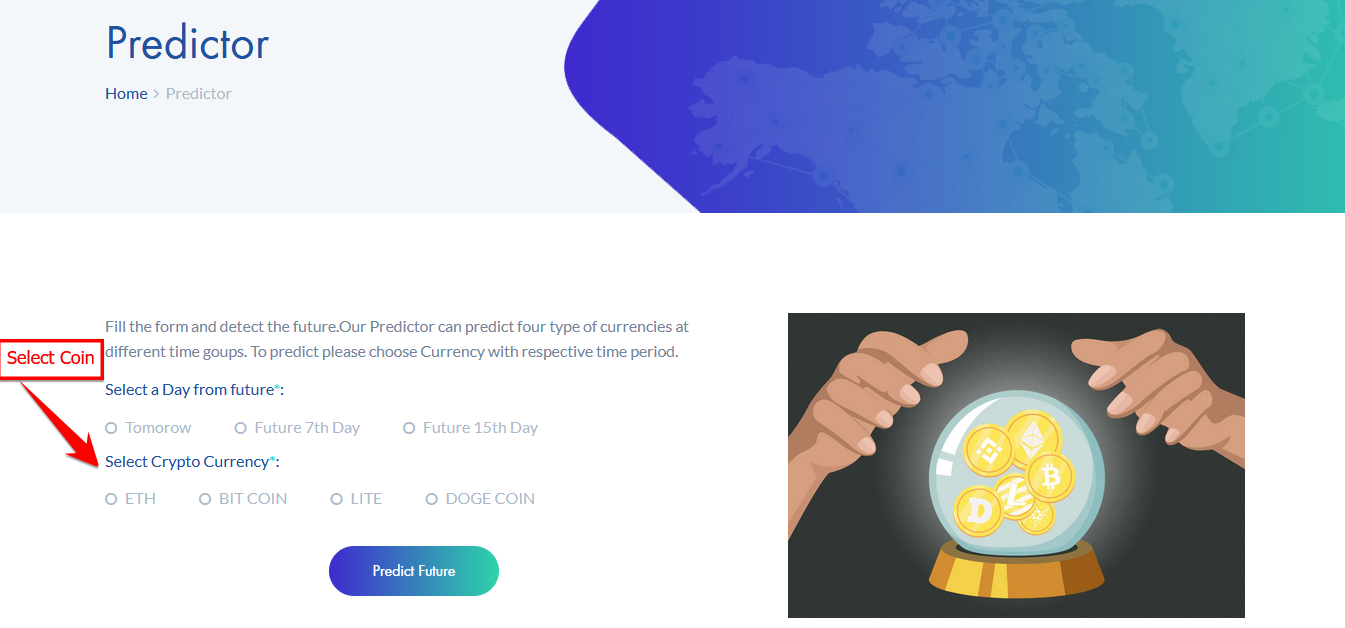 Predictor
Home > Predictor
Fill the form and detect the future.Our Predictor can predict four type of currencies at
different time goups. To predict please choose Currency with respective time period.
Select Coin
Select a Day from future*:
Tomorow Future 7th Day Future 15th Day
Select Crypto Currency*:
ETH BIT COIN LITE DOGE COIN
Predict Future